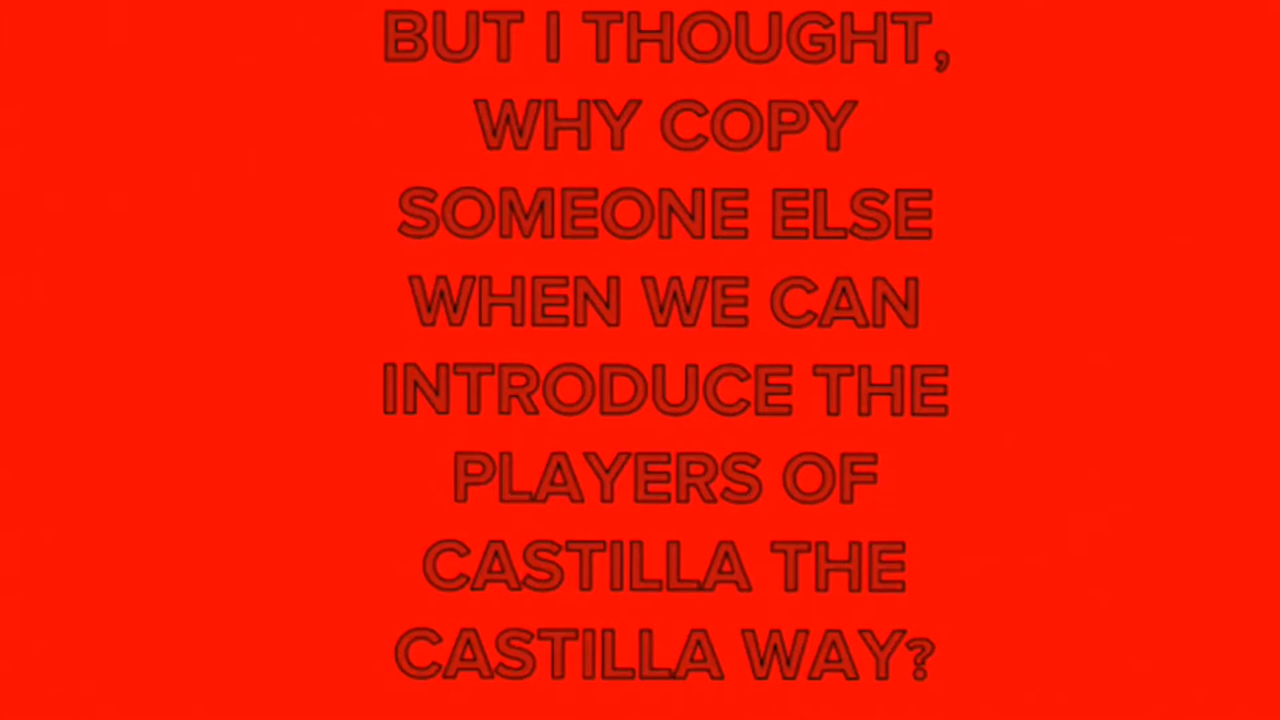 BUT I THOUGHT,
WHY COPY
SOMEONE ELSE
WHEN WE CAN
INTRODUCE THE
PLAYERS OF
CASTILLA THE
CASTILLA WAY?